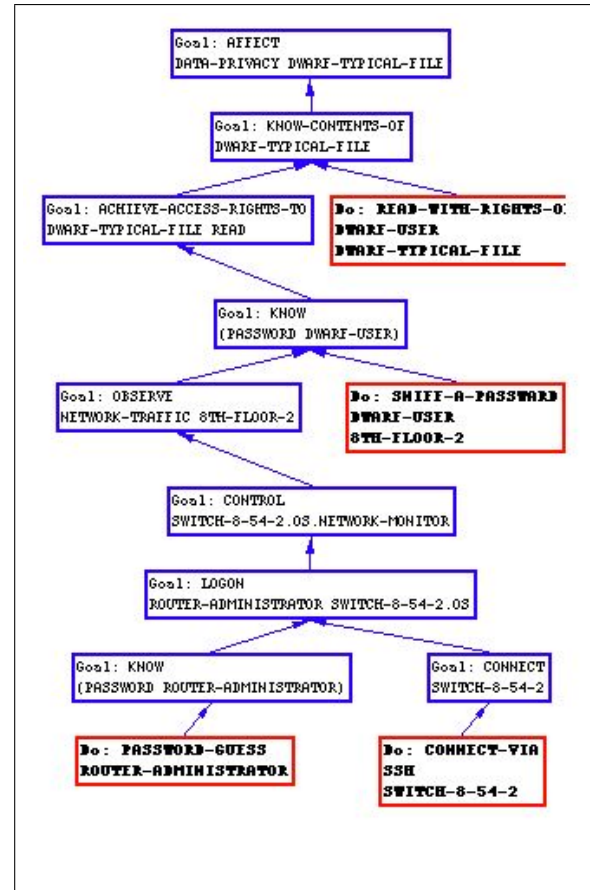 Goal: AFFECT
DATA-PRIVACY DWARF-TYPICAL-FILE
Goal: KNOW-CONTENTS-OF
DWARF-TYPICAL-FILE
Goal: ACHIEVE-ACCESS-RIGHTS-TO
DWARF-TYPICAL-FILE READ
Do: READ-WITH-RIGHTS-O
DWARF-USER
DWARF-TYPICAL-FILE
Goal: KNOW
(PASSWORD DWARF-USER)
Goal: OBSERVE
NETWORK-TRAFFIC 8TH-FLOOR-2
Do: SNIFF-A-PASSWARD
DWARF-USER
8TH-FLOOR-2
Goal: CONTROL
SWITCH-8-54-2.OS.NETWORK-MONITOR
Goal: LOGON
ROUTER-ADMINISTRATOR SWITCH-8-54-2.OS
Goal: KNOW
(PASSWORD ROUTER-ADMINISTRATOR)
Goal: CONNECT
SWITCH-8-54-2
Do: PASSWORD-GUESS
ROUTER-ADMINISTRATOR
Do: CONNECT-VIA
SSH
SWITCH-8-54-2